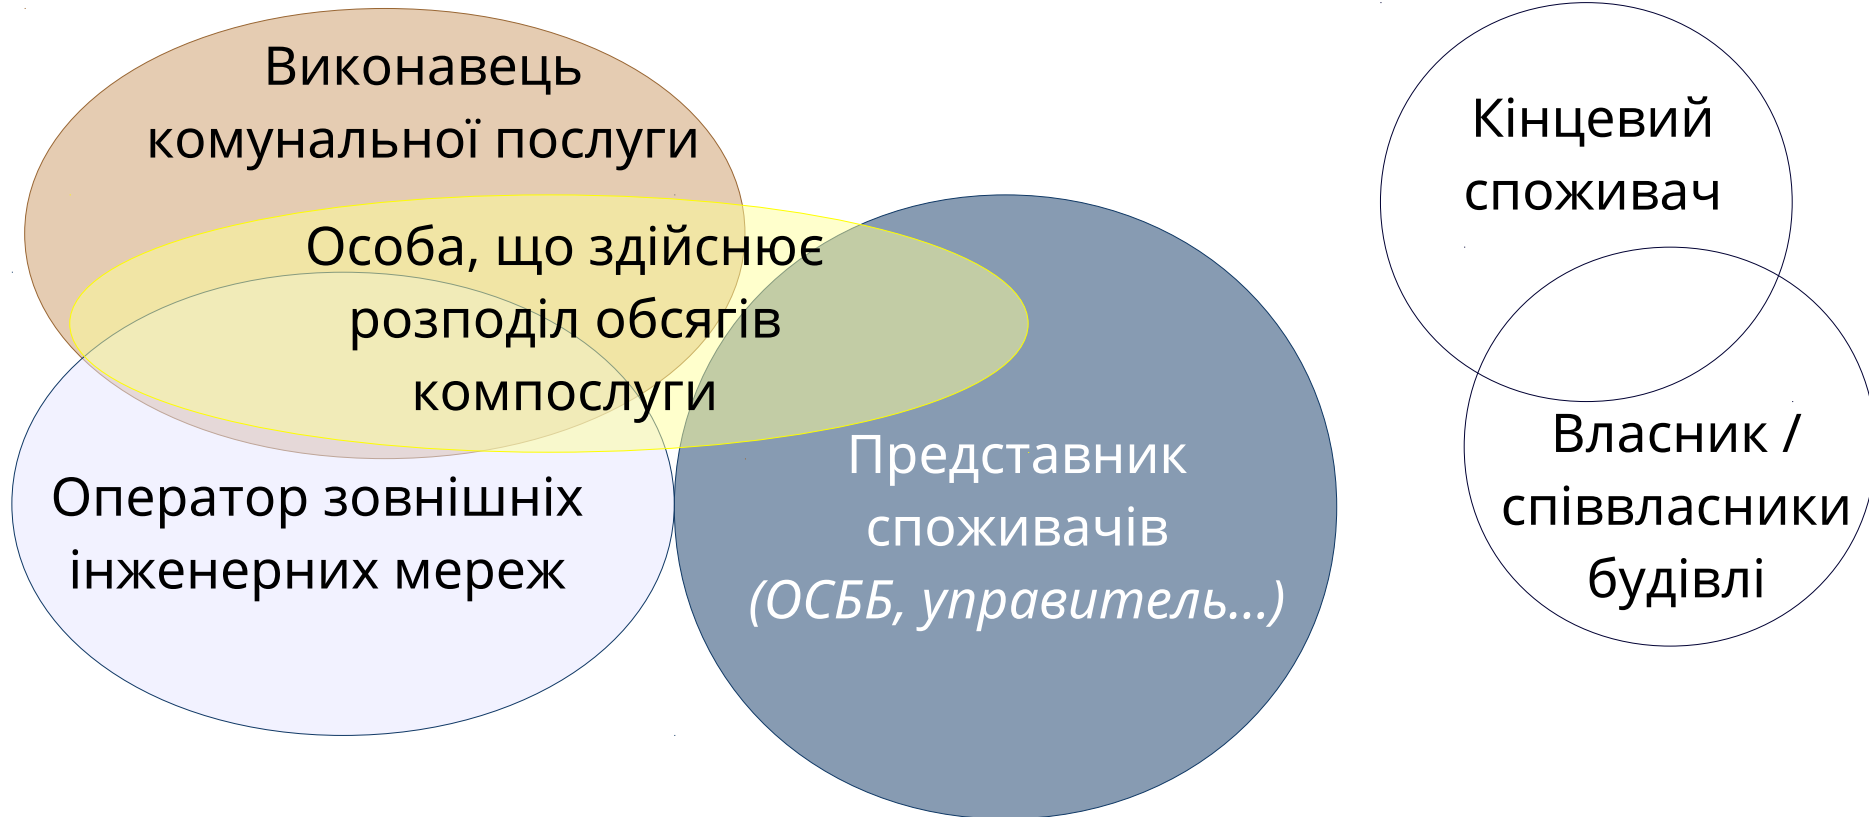 Виконавець
комунальної послуги
Особа, що здійснює
розподіл обсягів
компослуги
Оператор зовнішніх
інженерних мереж
Представник
споживачів
(ОСББ, управитель...)
Кінцевий
споживач
Власник /
співвласники
будівлі